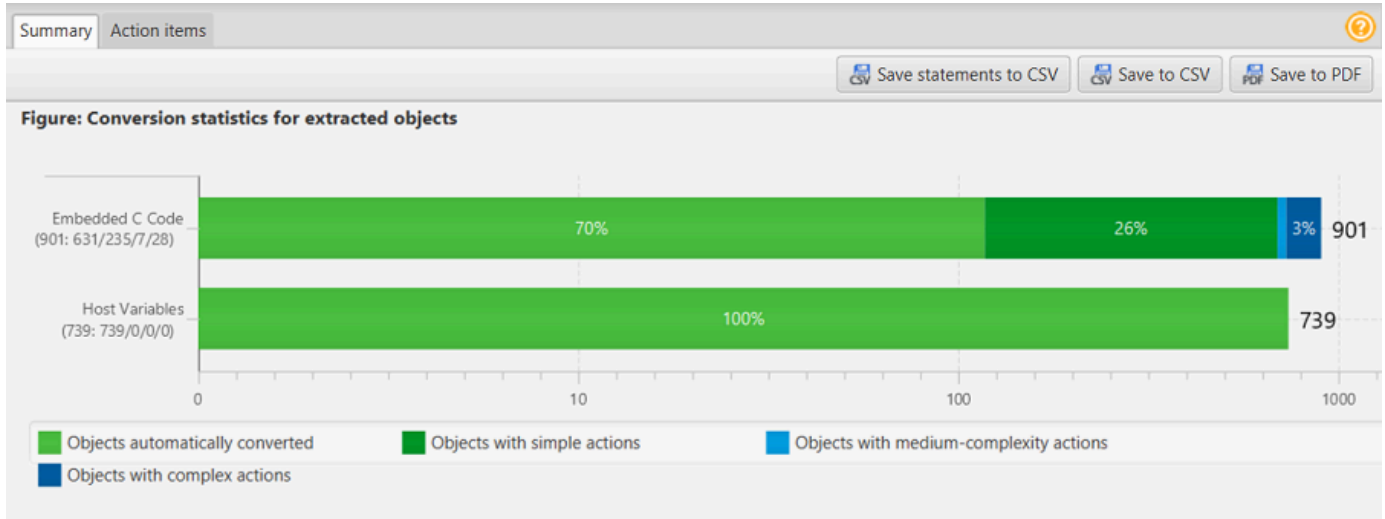 Summary Action items
CSV Save statements to CSV CSV Save to CSV PDF Save to PDF
Figure: Conversion statistics for extracted objects
Embedded C Code
(901: 631/235/7/28)
70% 26% 3% 901
Host Variables
(739: 739/0/0/0)
100% 739
0 10 100 1000
Objects automatically converted Objects with simple actions Objects with medium-complexity actions
Objects with complex actions